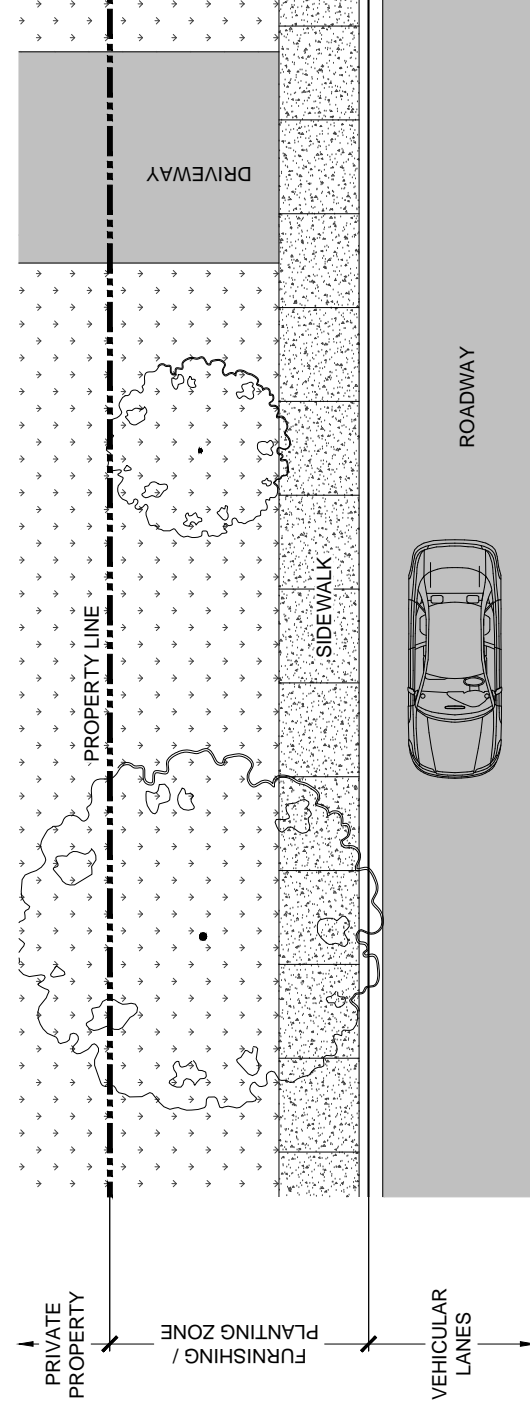 DRIVEWAY
ROADWAY
PROPERTY LINE
SIDEWALK
PRIVATE
PROPERTY
FURNISHING /
PLANTING ZONE
VEHICULAR
LANES